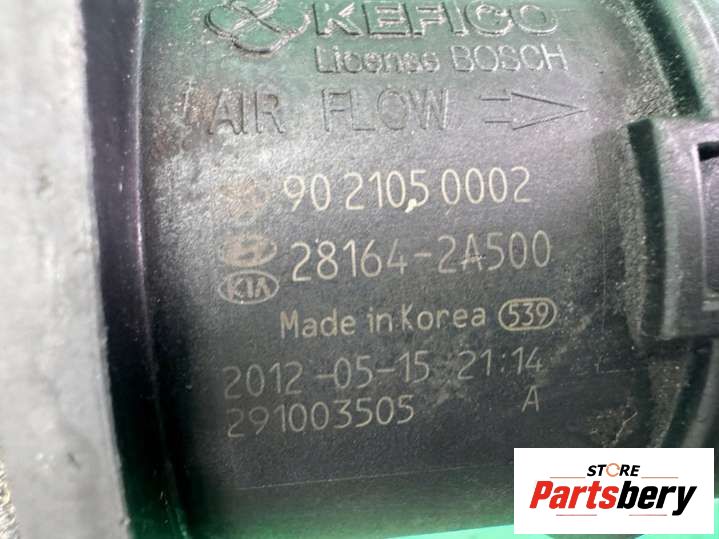 KEFICO
License BOSCH
AIR FLOW
90 2105 0002
28164-2A500
KIA
Made in Korea 539
2012-05-15 21:14
291003505 A
STORE
Partsbery